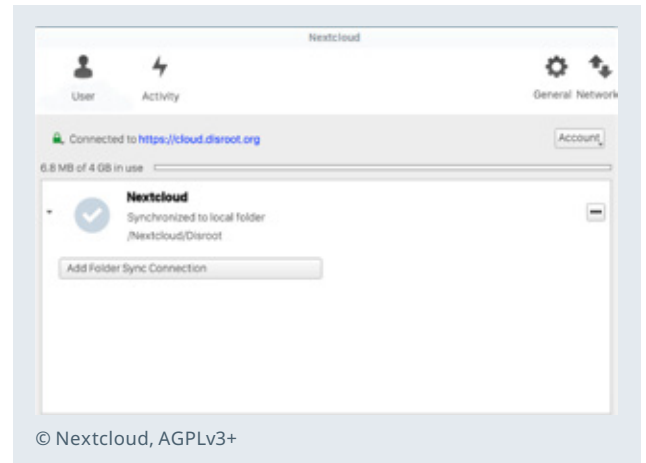 Nextcloud
User Activity General Network
Connected to https://cloud.disroot.org Account
6.8 MB of 4 GB in use
Nextcloud
Synchronized to local folder
/Nextcloud/Disroot
Add Folder Sync Connection
© Nextcloud, AGPLv3+